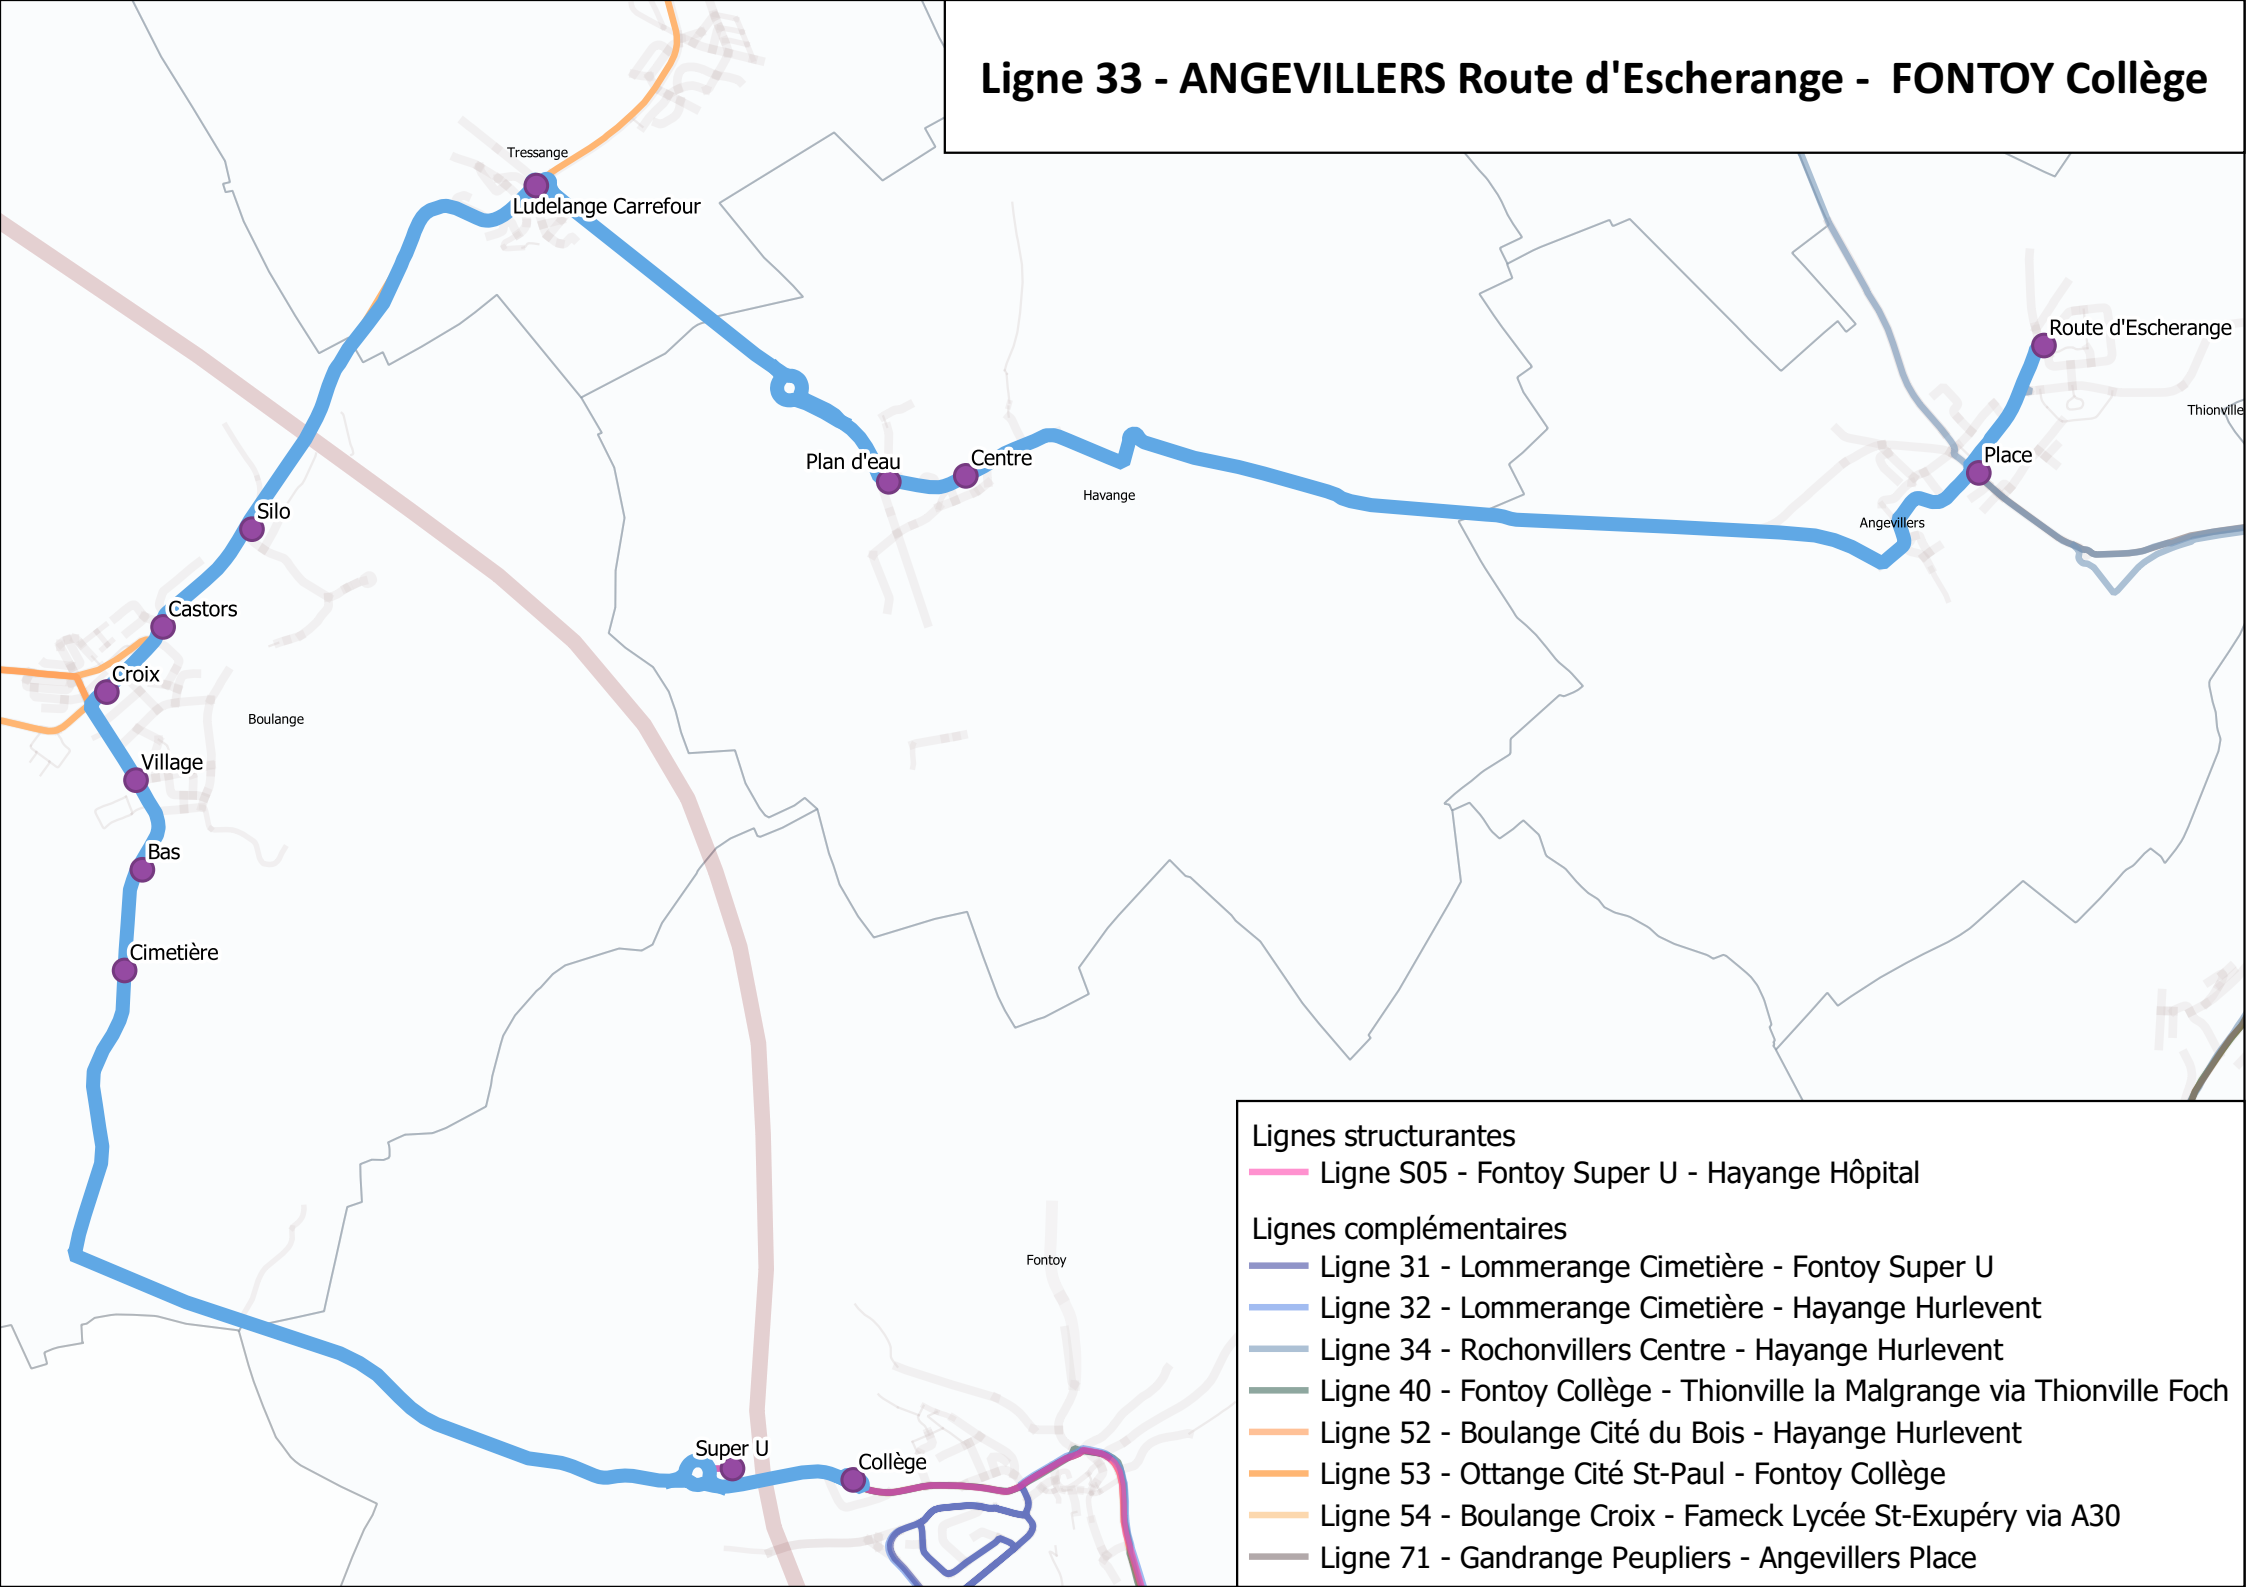 Ligne 33 - ANGEVILLERS Route d'Escherange -  FONTOY Collège
Tressange
Ludelange Carrefour
Route d'Escherange
Thionville
Place
Plan d'eau
Centre
Havange
Angevillers
Silo
Castors
Croix
Boulange
Village
Bas
Cimetière
Fontoy
Super U
Collège
Lignes structurantes
Ligne S05 - Fontoy Super U - Hayange Hôpital
Lignes complémentaires
Ligne 31 - Lommerange Cimetière - Fontoy Super U
Ligne 32 - Lommerange Cimetière - Hayange Hurlevent
Ligne 34 - Rochonvillers Centre - Hayange Hurlevent
Ligne 40 - Fontoy Collège - Thionville la Malgrange via Thionville Foch
Ligne 52 - Boulange Cité du Bois - Hayange Hurlevent
Ligne 53 - Ottange Cité St-Paul - Fontoy Collège
Ligne 54 - Boulange Croix - Fameck Lycée St-Exupéry via A30
Ligne 71 - Gandrange Peupliers - Angevillers Place